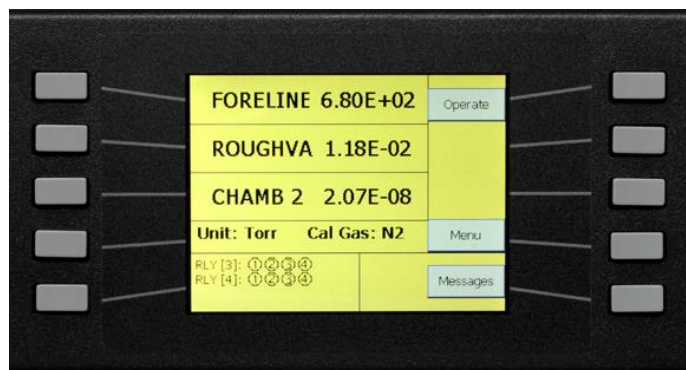 FORELINE 6.80E+02
Operate
ROUGHVA 1.18E-02
CHAMB 2 2.07E-08
Unit: Torr Cal Gas: N2
Menu
RLY [3]: ①②③④
RLY [4]: ①②③④
Messages